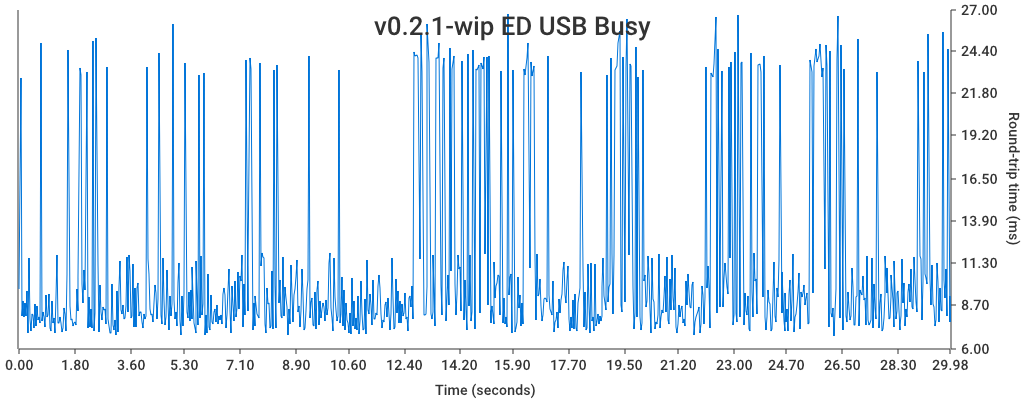 v0.2.1-wip ED USB Busy
27.00
24.40
21.80
19.20
16.50
13.90
11.30
8.70
6.00
Round-trip time (ms)
0.00 1.80 3.60 5.30 7.10 8.90 10.60 12.40 14.20 15.90 17.70 19.50 21.20 23.00 24.70 26.50 28.30 29.98
Time (seconds)